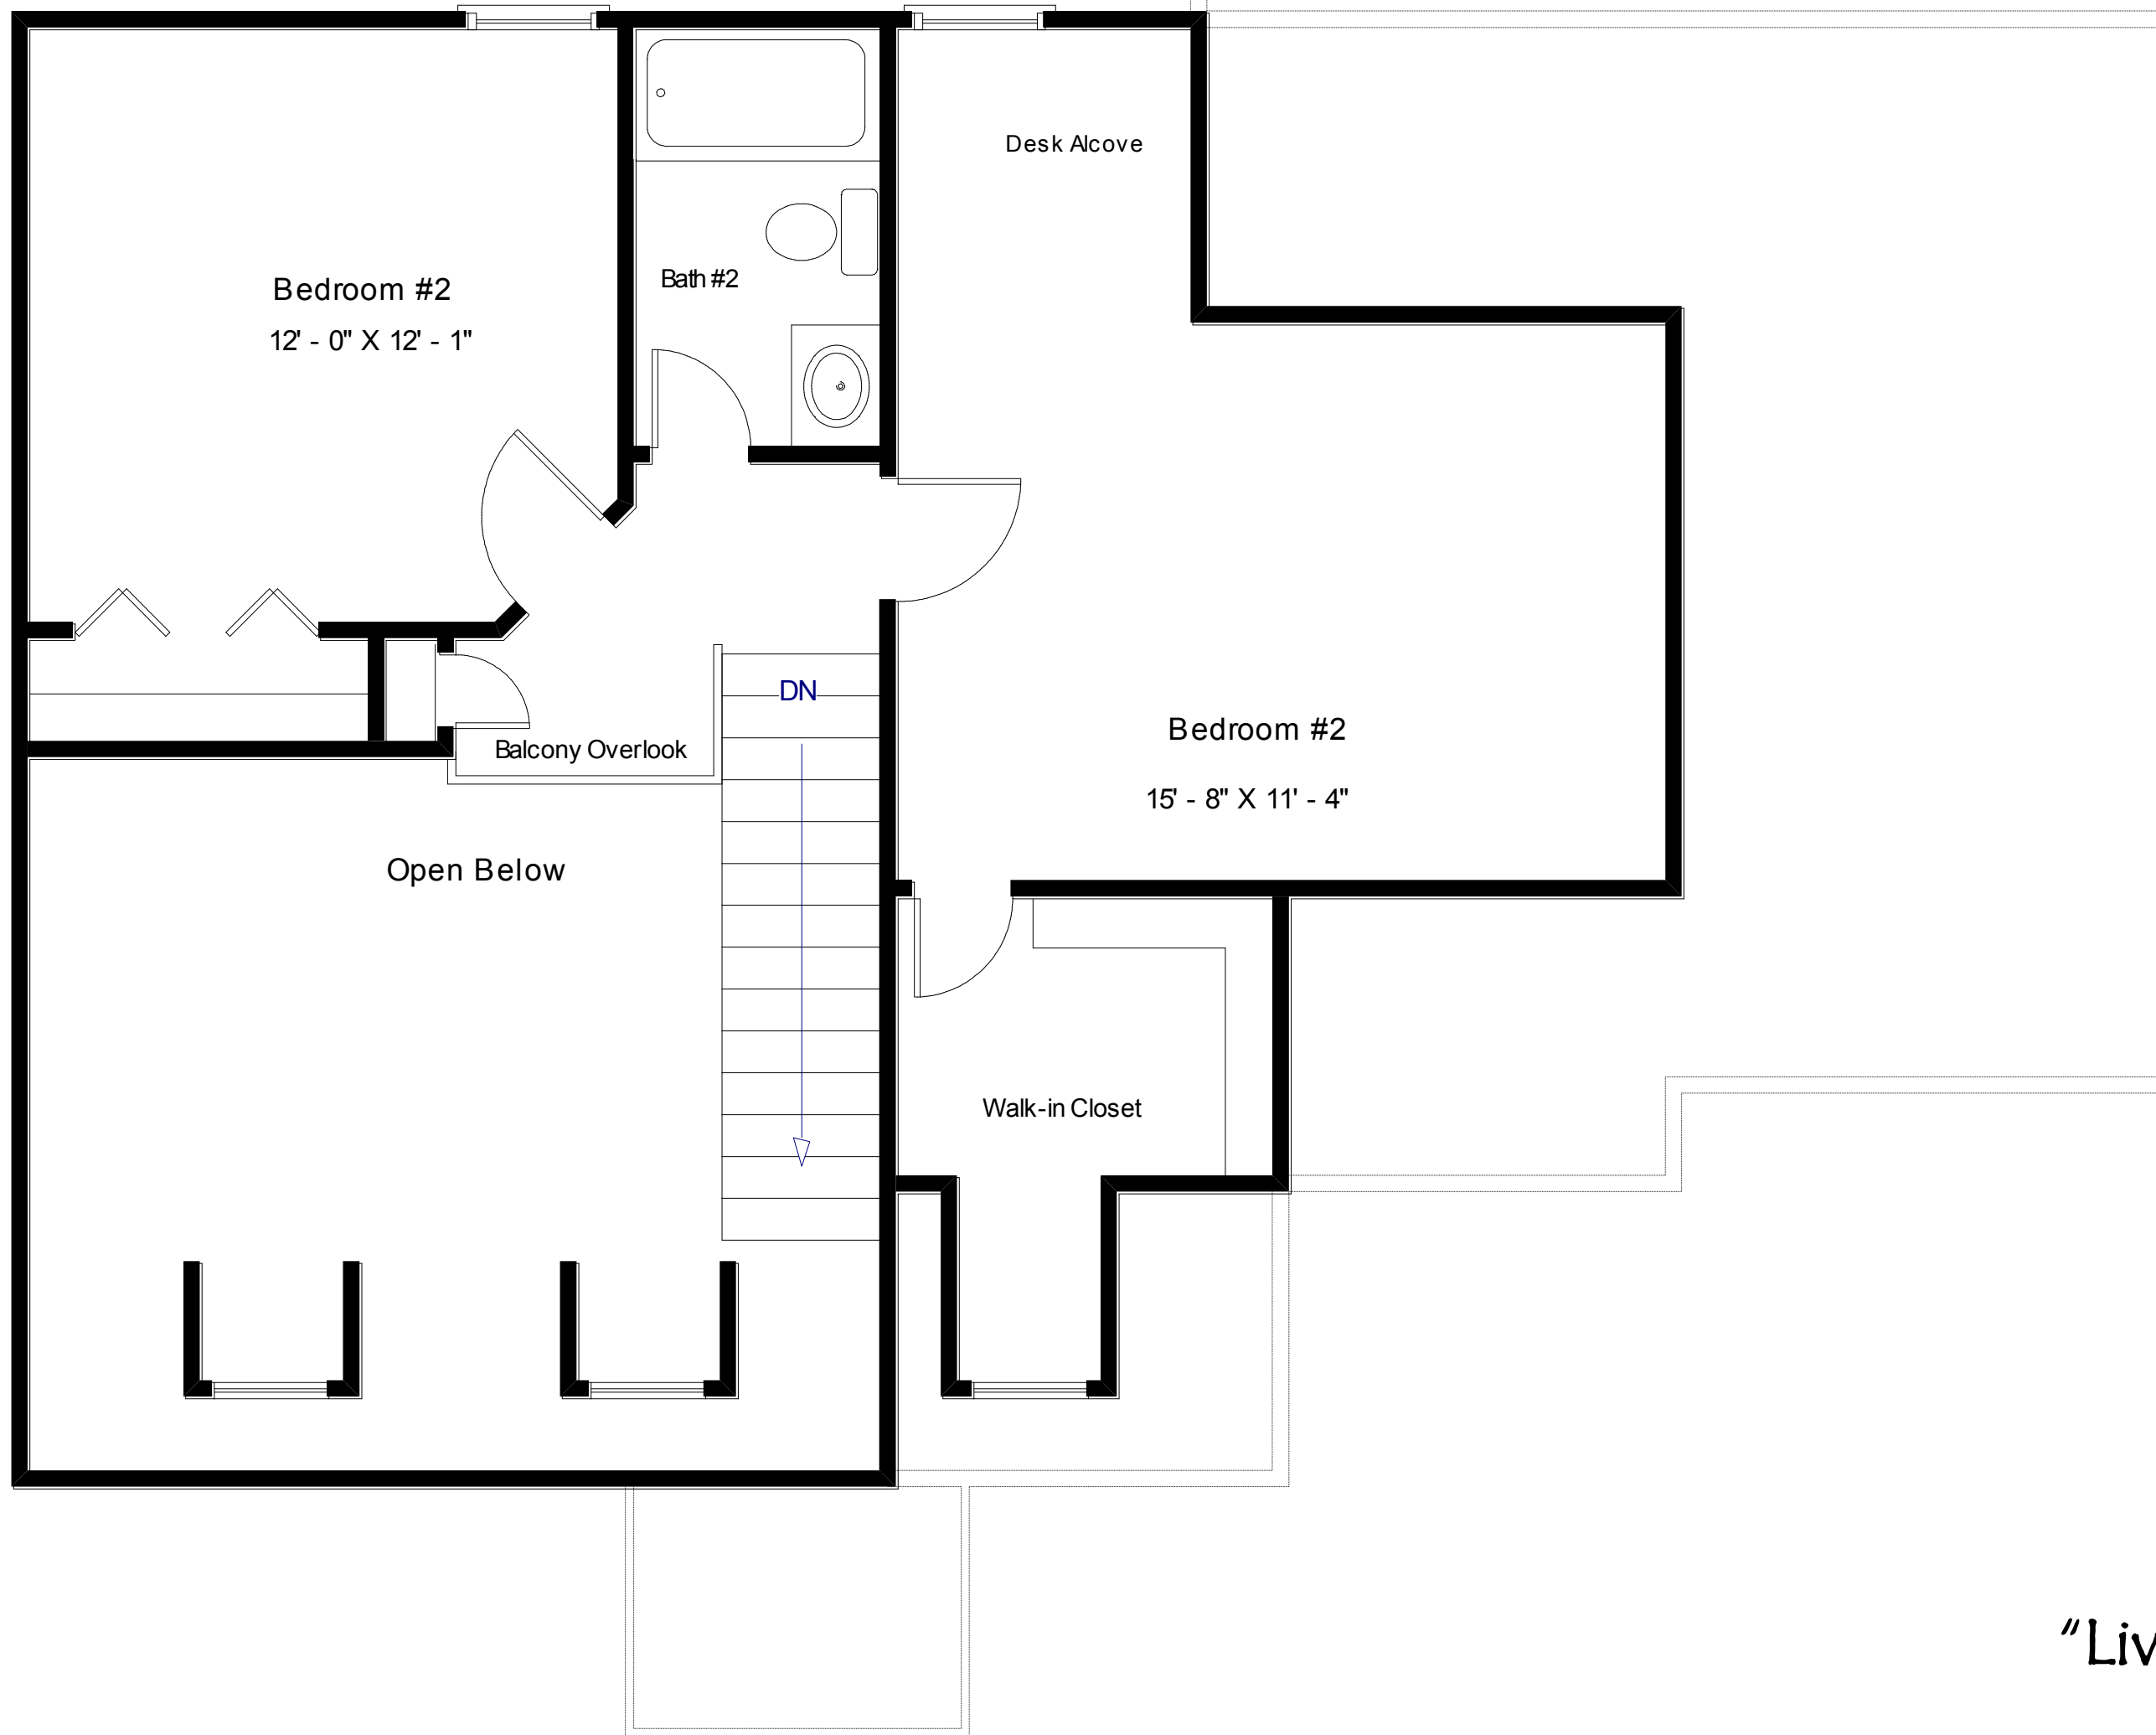 Desk Alcove
Bedroom #2
12' - 0" X 12' - 1"
Bath #2
DN
Balcony Overlook
Bedroom #2
15' - 8" X 11' - 4"
Open Below
Walk-in Closet
"Liv